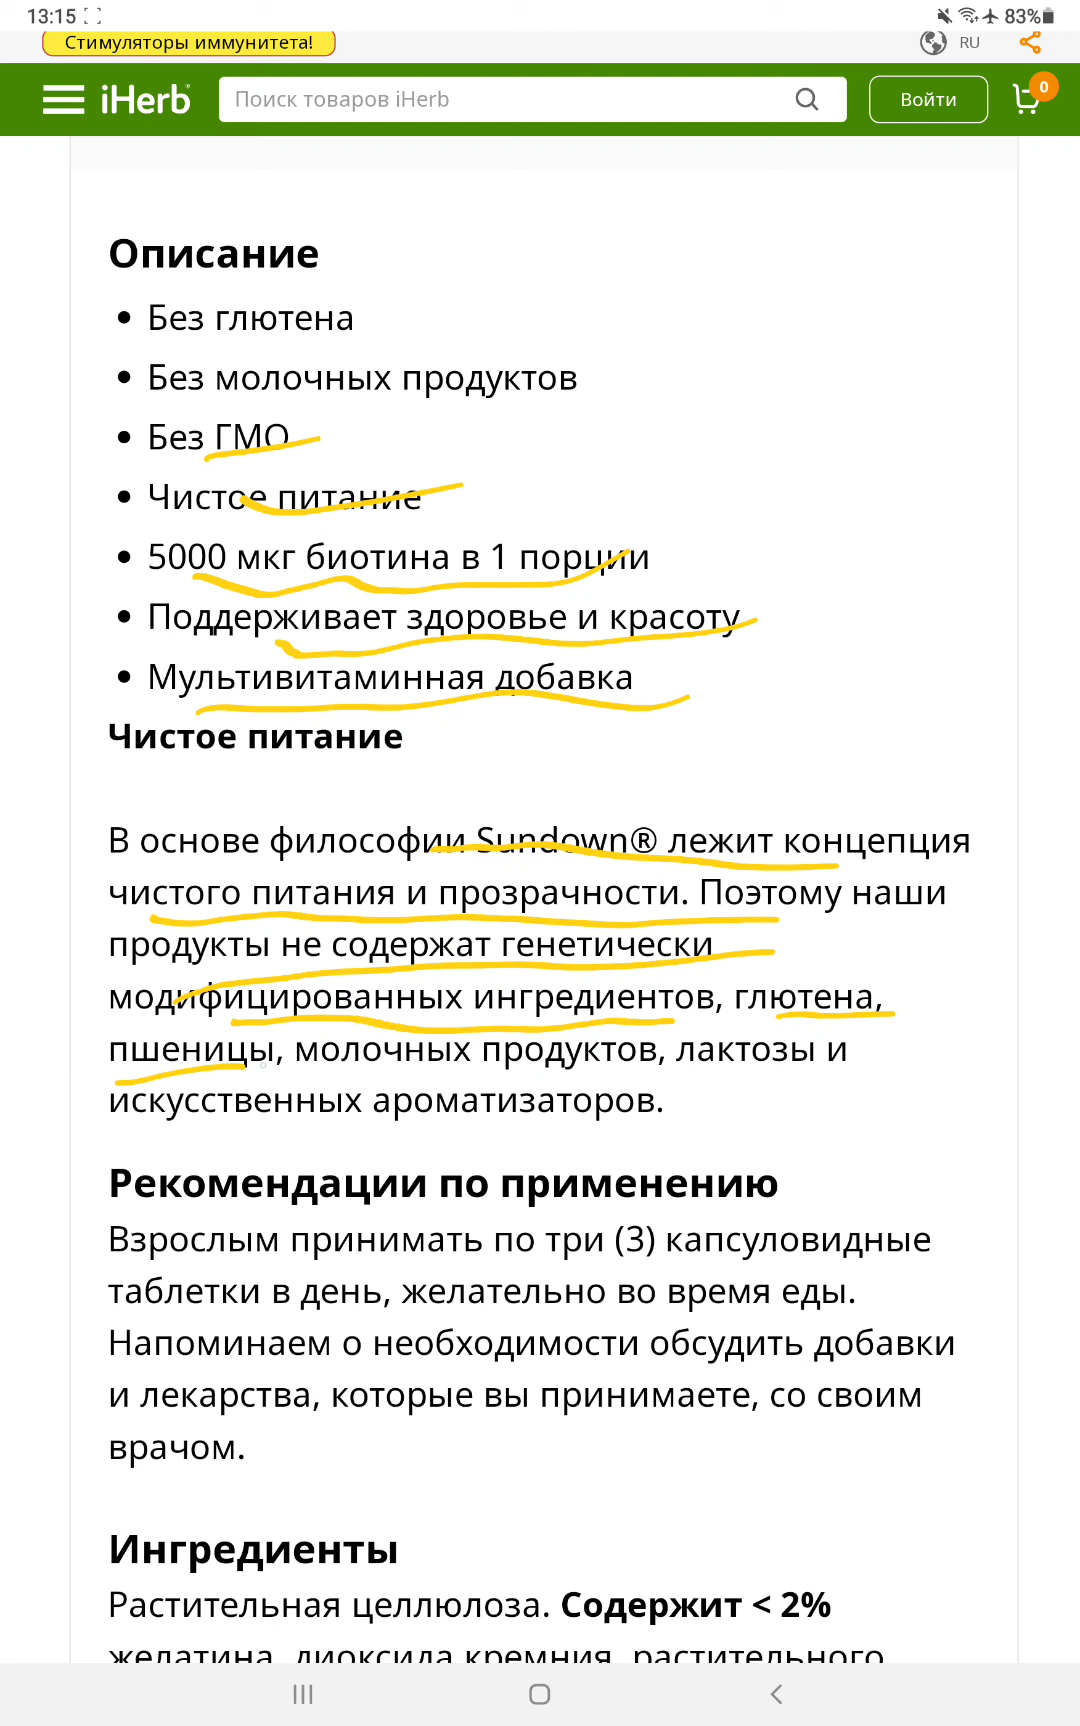 13:15
83%
Стимуляторы иммунитета!
RU
iHerb
Поиск товаров iHerb
Войти
0
Описание
• Без глютена
• Без молочных продуктов
• Без ГМО
• Чистое питание
• 5000 мкг биотина в 1 порции
• Поддерживает здоровье и красоту
• Мультивитаминная добавка
Чистое питание
В основе философии Sundown® лежит концепция
чистого питания и прозрачности. Поэтому наши
продукты не содержат генетически
модифицированных ингредиентов, глютена,
пшеницы, молочных продуктов, лактозы и
искусственных ароматизаторов.
Рекомендации по применению
Взрослым принимать по три (3) капсуловидные
таблетки в день, желательно во время еды.
Напоминаем о необходимости обсудить добавки
и лекарства, которые вы принимаете, со своим
врачом.
Ингредиенты
Растительная целлюлоза. Содержит < 2%
желатина, диоксида кремния, растительного